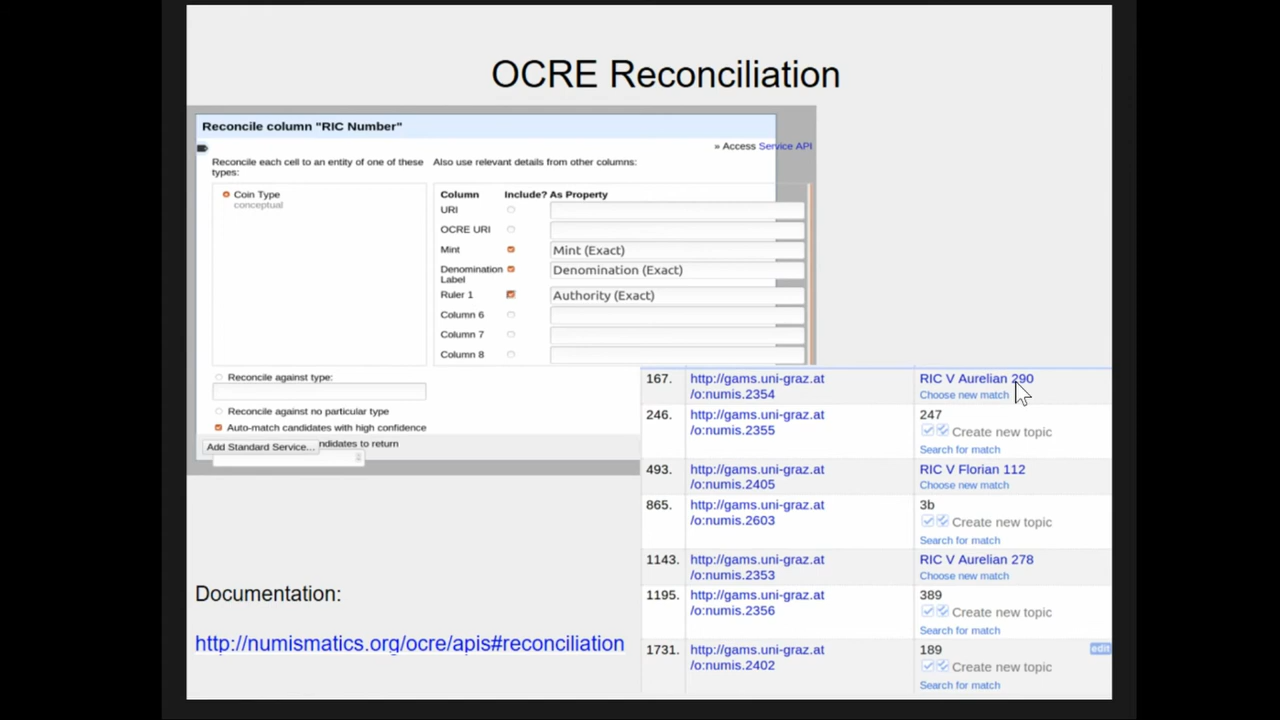 OCRE Reconciliation
Reconcile column "RIC Number"
» Access Service API
Reconcile each cell to an entity of one of these
types:
Also use relevant details from other columns:
Coin Type
conceptual
Column Include? As Property
URI
OCRE URI
Mint Mint (Exact)
Denomination Denomination (Exact)
Label
Ruler 1 Authority (Exact)
Column 6
Column 7
Column 8
Reconcile against type:
Reconcile against no particular type
Auto-match candidates with high confidence
Add Standard Service... ndidates to return
167. http://gams.uni-graz.at RIC V Aurelian 290
/o:numis.2354 Choose new match
246. http://gams.uni-graz.at 247
/o:numis.2355 Create new topic
Search for match
493. http://gams.uni-graz.at RIC V Florian 112
/o:numis.2405 Choose new match
865. http://gams.uni-graz.at 3b
/o:numis.2603 Create new topic
Search for match
1143. http://gams.uni-graz.at RIC V Aurelian 278
/o:numis.2353 Choose new match
1195. http://gams.uni-graz.at 389
/o:numis.2356 Create new topic
Search for match
1731. http://gams.uni-graz.at 189 edit
/o:numis.2402 Create new topic
Search for match
Documentation:
http://numismatics.org/ocre/apis#reconciliation